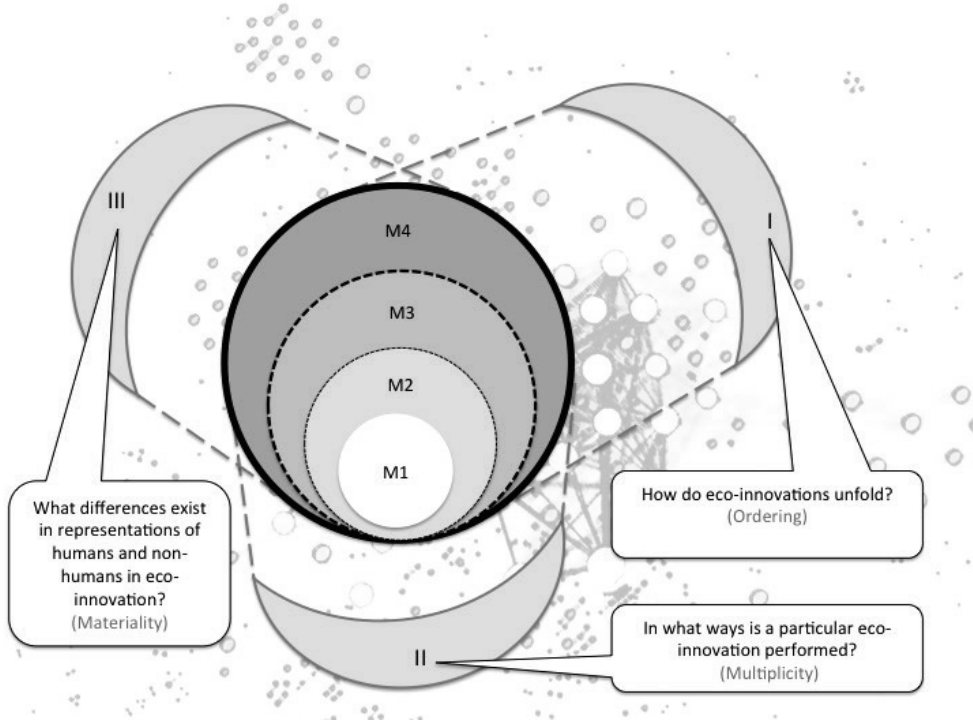 III
I
M4
M3
M2
M1
What differences exist
in representations of
humans and non-
humans in eco-
innovation?
(Materiality)
How do eco-innovations unfold?
(Ordering)
II
In what ways is a particular eco-
innovation performed?
(Multiplicity)